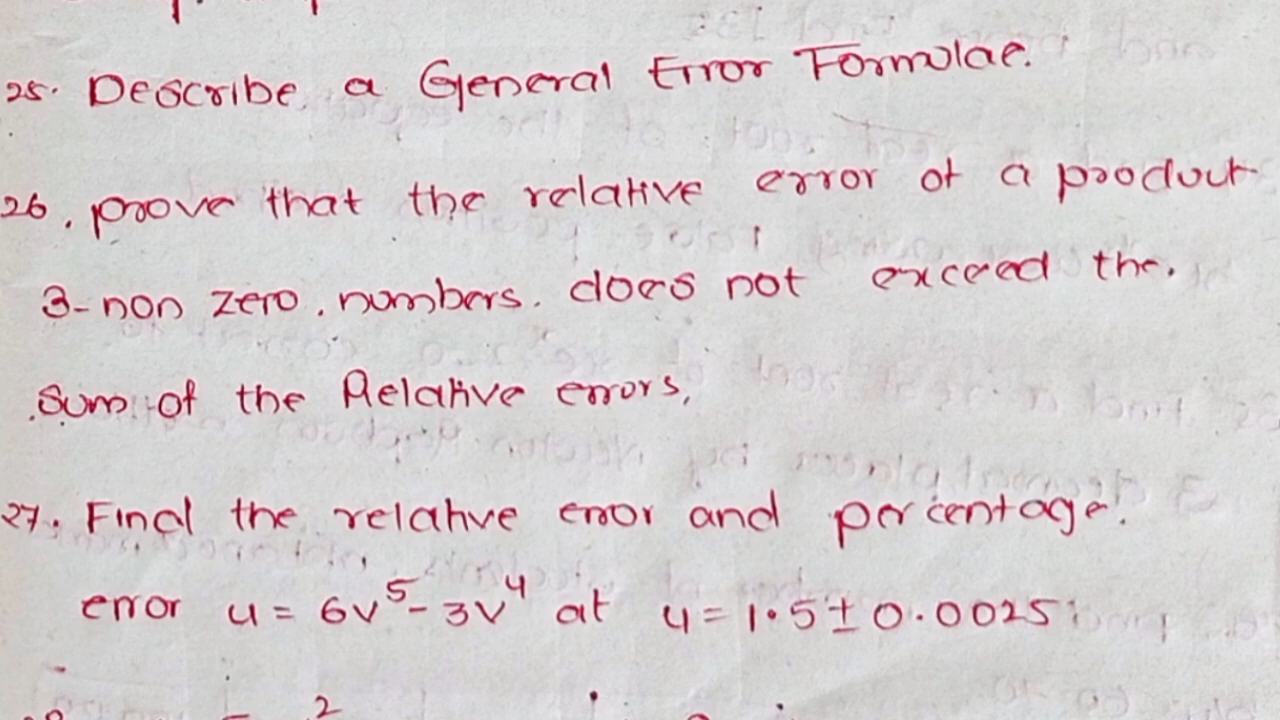 25. Describe a General Error Formulae.
26. prove that the relative error of a product
3-non zero. numbers. does not exceed the.
sum of the Relative errors,
27. Find the relative error and percentage.
error u = 6v⁵- 3v⁴ at u = 1.5 ± 0.0025
2